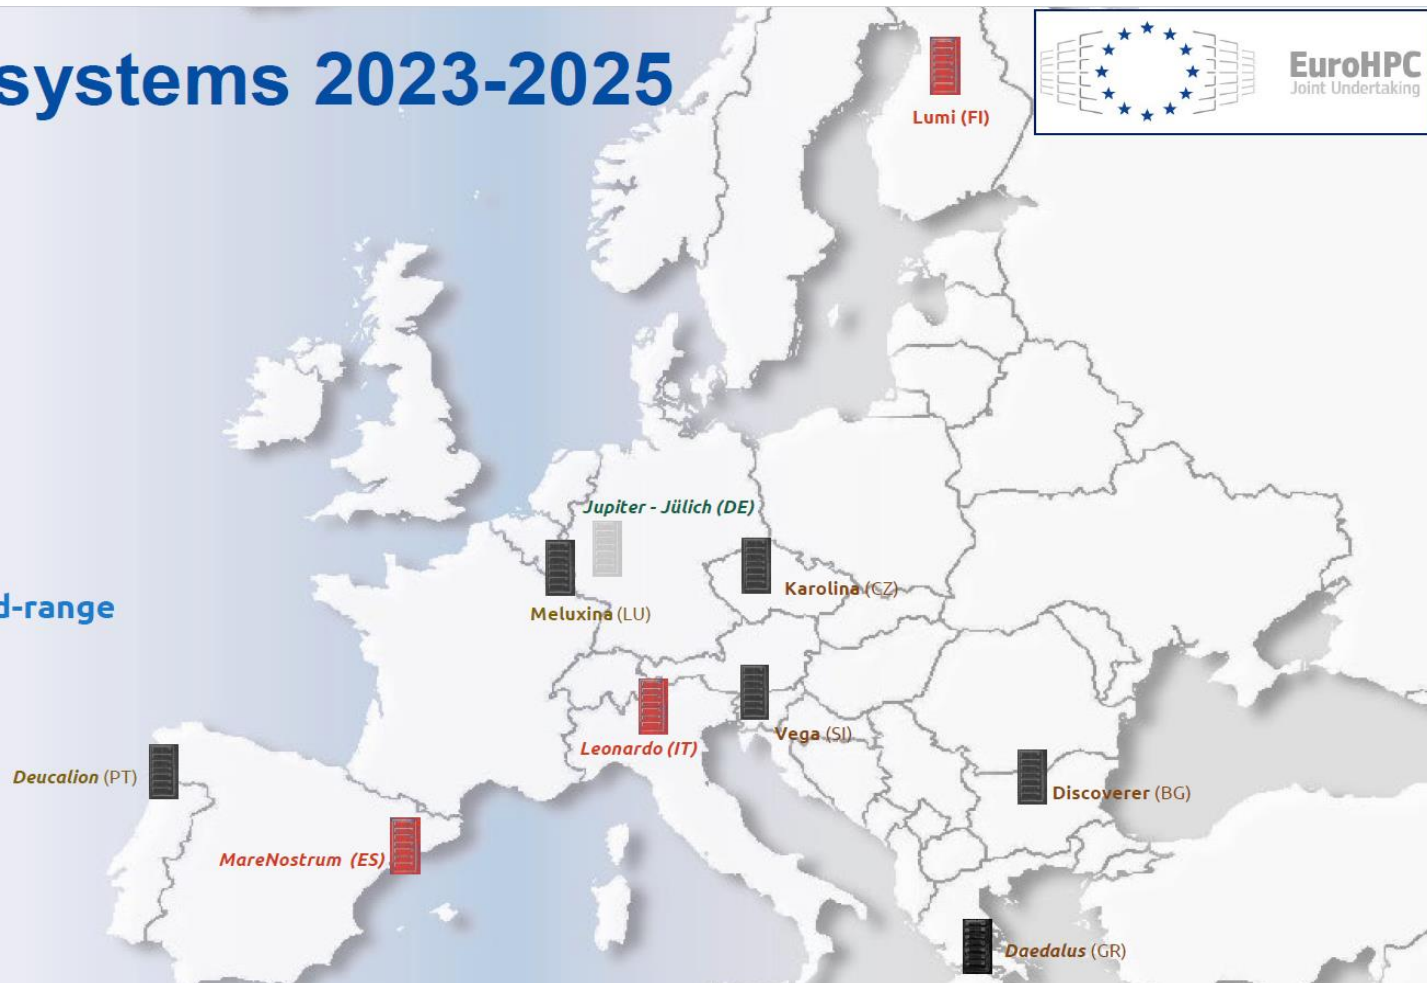 systems 2023-2025
EuroHPC
Joint Undertaking
Lumi (FI)
Jupiter - Jülich (DE)
Karolina (CZ)
d-range
Meluxina (LU)
Vega (SI)
Leonardo (IT)
Deucalion (PT)
Discoverer (BG)
MareNostrum (ES)
Daedalus (GR)